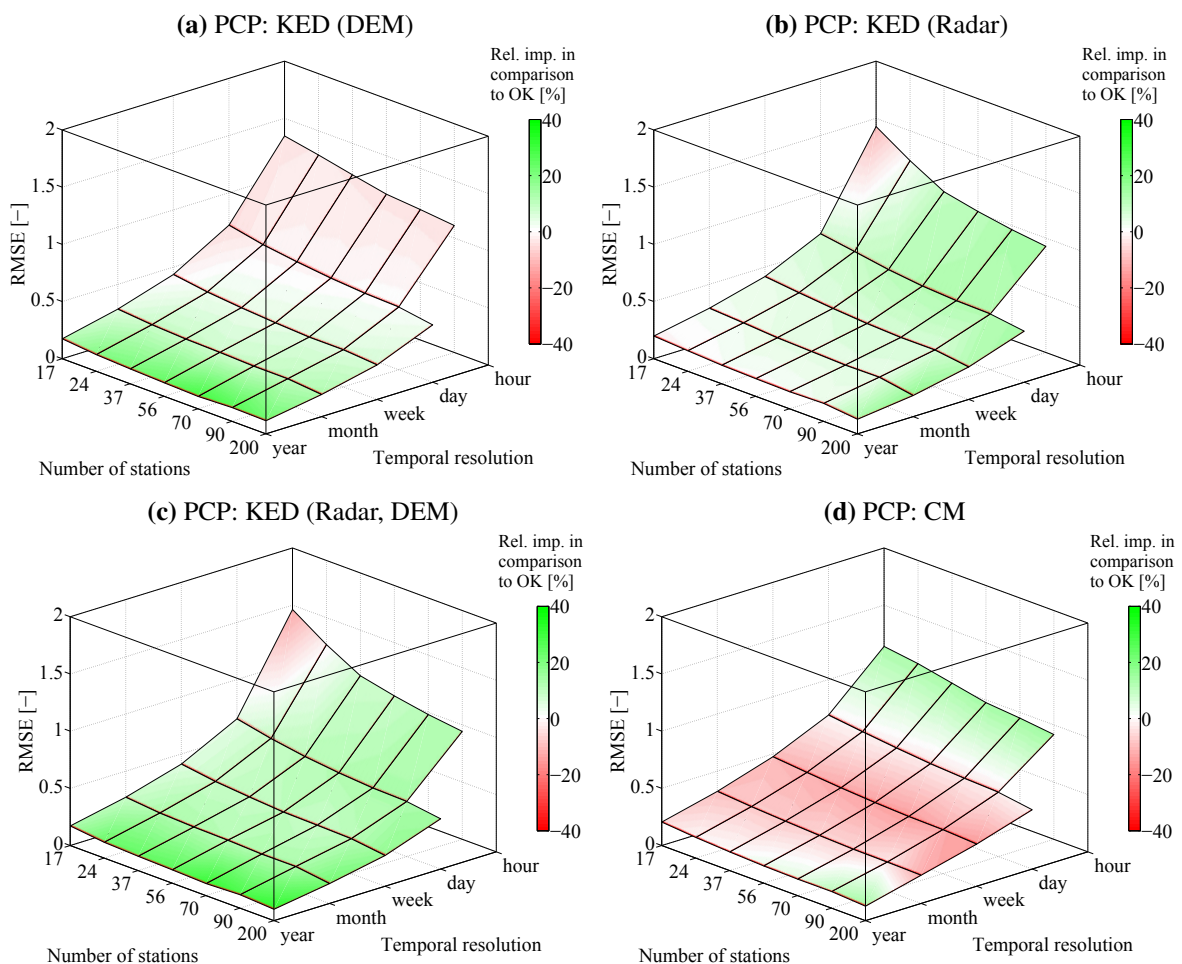 (a) PCP: KED (DEM)
Rel. imp. in
comparison
to OK [%]
40
20
0
−20
−40
RMSE [−]
2
1.5
1
0.5
0
17
24
37
56
70
90
200
Number of stations
year
month
week
day
hour
Temporal resolution
(b) PCP: KED (Radar)
Rel. imp. in
comparison
to OK [%]
40
20
0
−20
−40
RMSE [−]
2
1.5
1
0.5
0
17
24
37
56
70
90
200
Number of stations
year
month
week
day
hour
Temporal resolution
(c) PCP: KED (Radar, DEM)
Rel. imp. in
comparison
to OK [%]
40
20
0
−20
−40
RMSE [−]
2
1.5
1
0.5
0
17
24
37
56
70
90
200
Number of stations
year
month
week
day
hour
Temporal resolution
(d) PCP: CM
Rel. imp. in
comparison
to OK [%]
40
20
0
−20
−40
RMSE [−]
2
1.5
1
0.5
0
17
24
37
56
70
90
200
Number of stations
year
month
week
day
hour
Temporal resolution